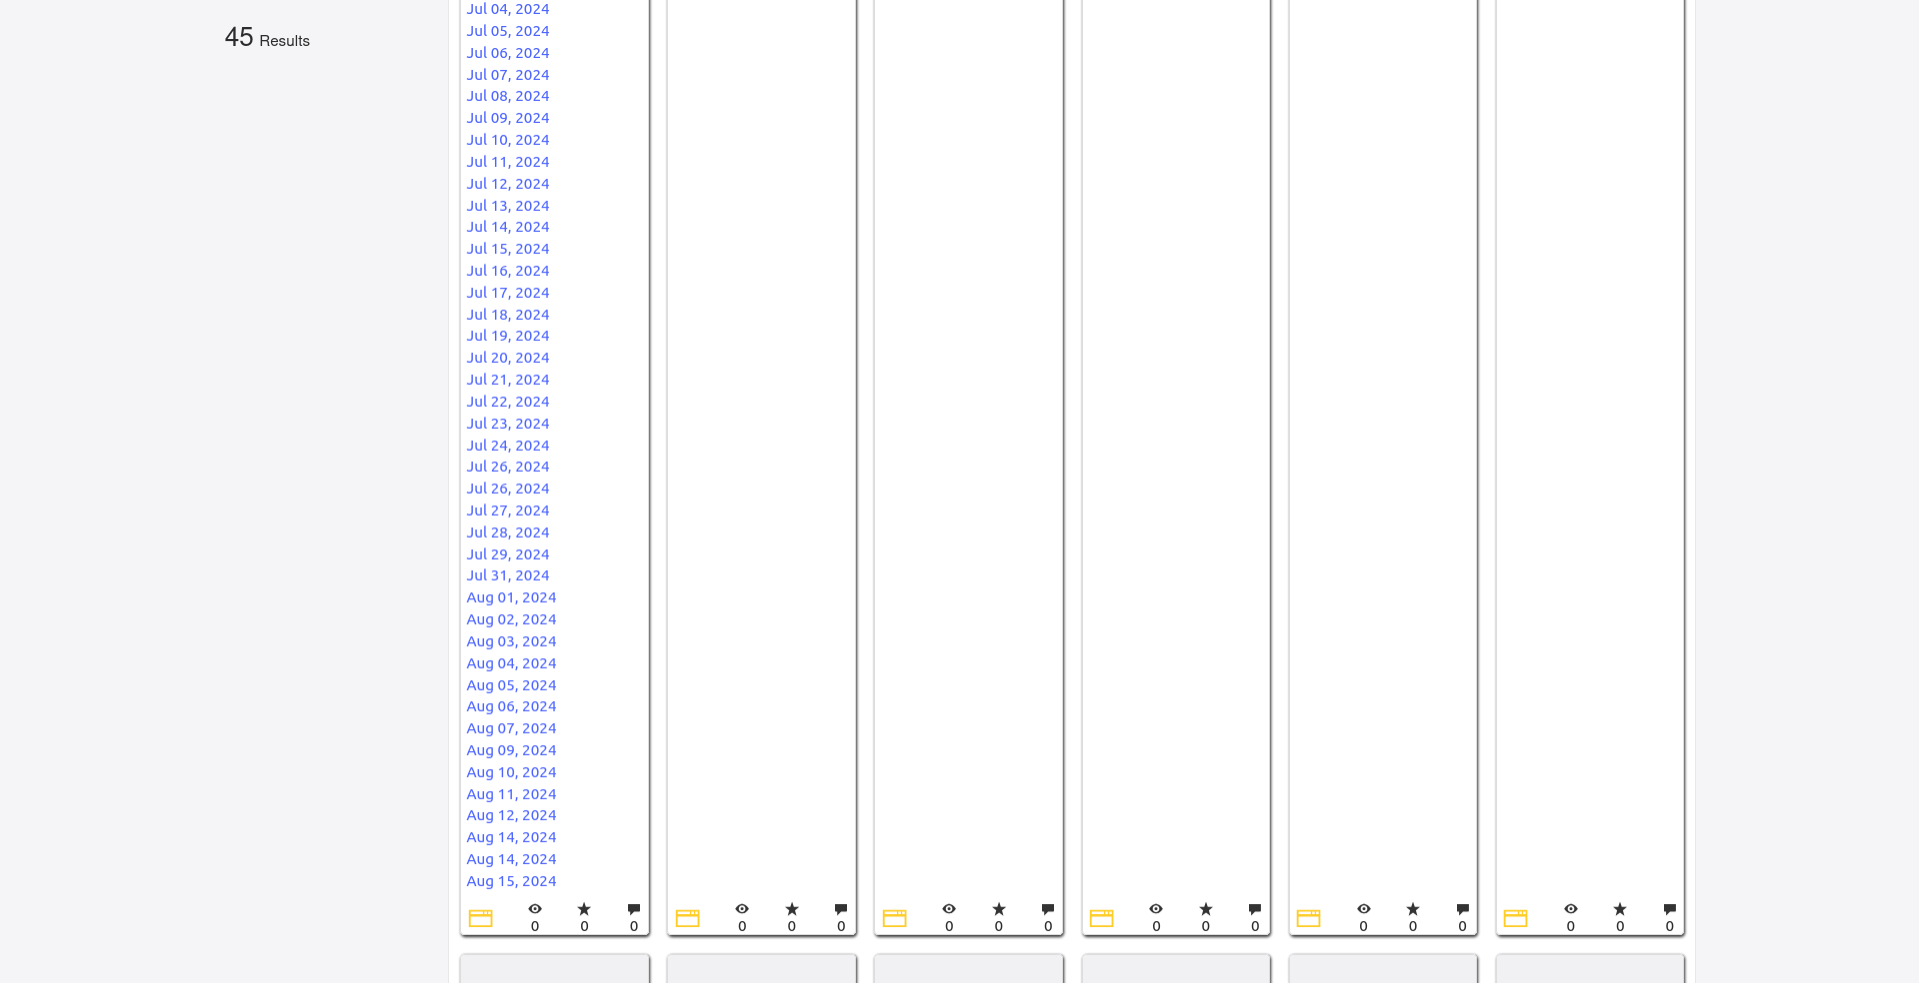 45 Results
Jul 04, 2024
Jul 05, 2024
Jul 06, 2024
Jul 07, 2024
Jul 08, 2024
Jul 09, 2024
Jul 10, 2024
Jul 11, 2024
Jul 12, 2024
Jul 13, 2024
Jul 14, 2024
Jul 15, 2024
Jul 16, 2024
Jul 17, 2024
Jul 18, 2024
Jul 19, 2024
Jul 20, 2024
Jul 21, 2024
Jul 22, 2024
Jul 23, 2024
Jul 24, 2024
Jul 26, 2024
Jul 26, 2024
Jul 27, 2024
Jul 28, 2024
Jul 29, 2024
Jul 31, 2024
Aug 01, 2024
Aug 02, 2024
Aug 03, 2024
Aug 04, 2024
Aug 05, 2024
Aug 06, 2024
Aug 07, 2024
Aug 09, 2024
Aug 10, 2024
Aug 11, 2024
Aug 12, 2024
Aug 14, 2024
Aug 14, 2024
Aug 15, 2024
0 0 0 0 0 0 0 0 0 0 0 0 0 0 0 0 0 0